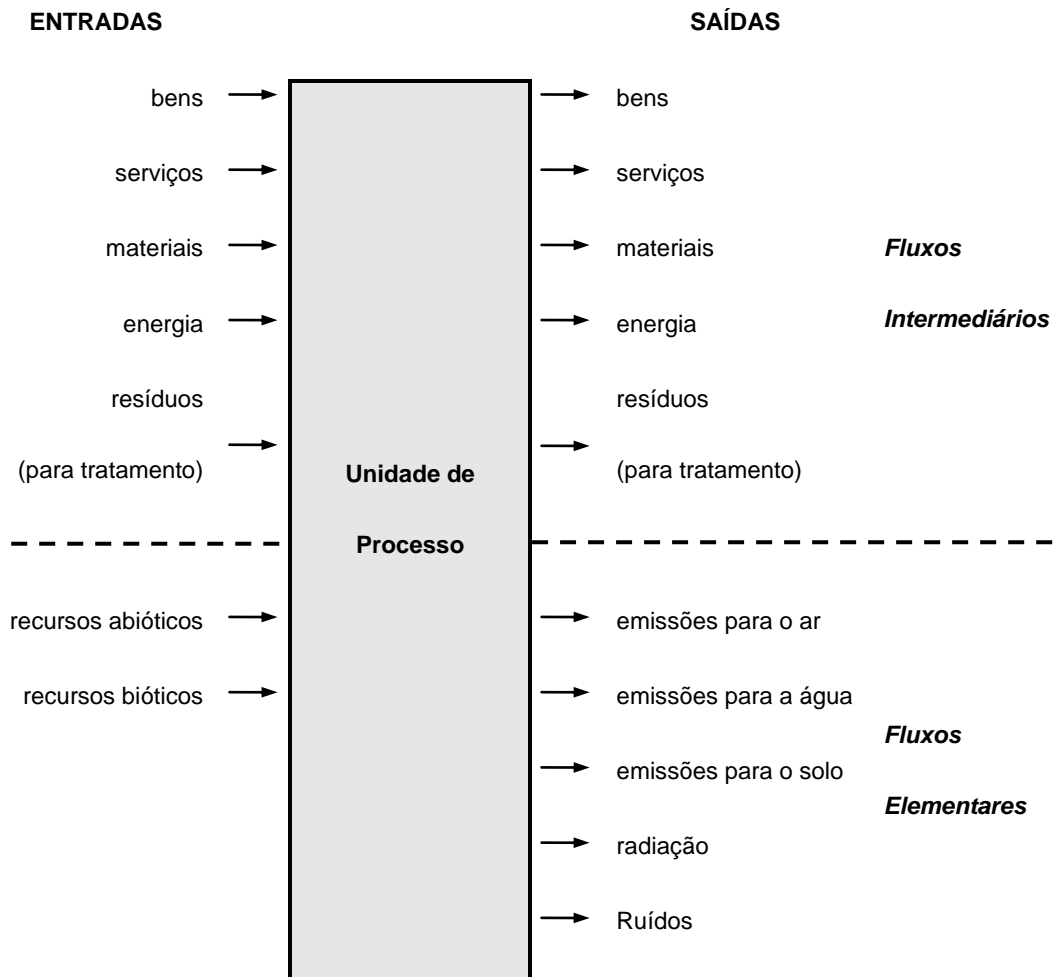 ENTRADAS SAÍDAS
bens bens
serviços serviços
materiais materiais Fluxos
energia energia Intermediários
resíduos resíduos
(para tratamento) Unidade de (para tratamento)
Processo
recursos abióticos emissões para o ar
recursos bióticos emissões para a água
Fluxos
emissões para o solo
Elementares
radiação
Ruídos